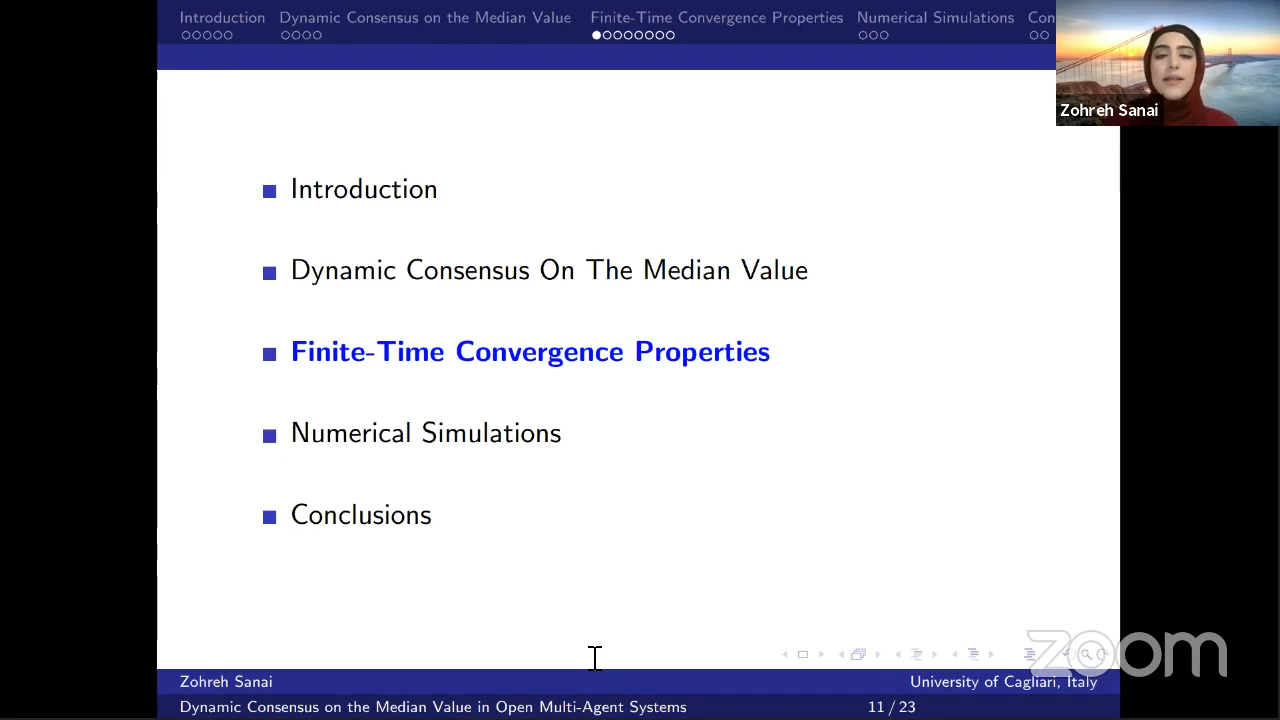 Introduction Dynamic Consensus on the Median Value Finite-Time Convergence Properties Numerical Simulations Con
Zohreh Sanai
Introduction
Dynamic Consensus On The Median Value
Finite-Time Convergence Properties
Numerical Simulations
Conclusions
zoom
Zohreh Sanai University of Cagliari, Italy
Dynamic Consensus on the Median Value in Open Multi-Agent Systems 11 / 23